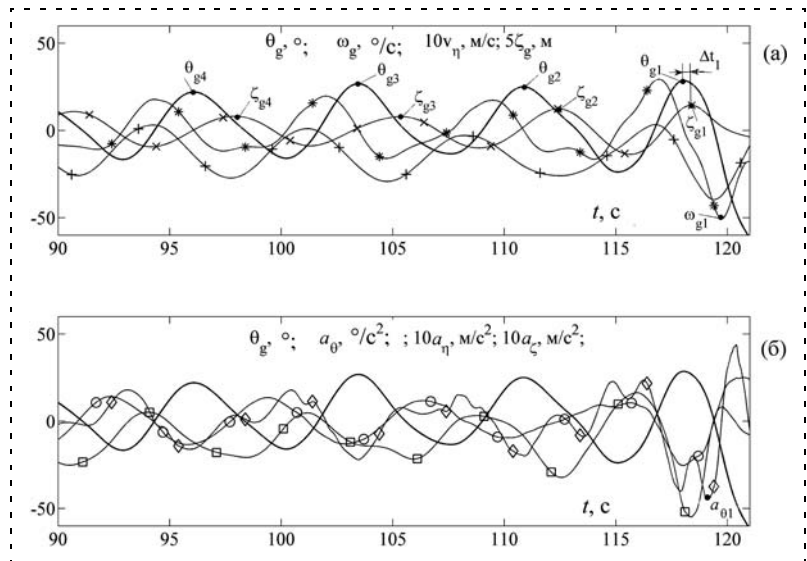 50
0
-50
θg, °; ωg, °/с; 10vη, м/с; 5ζg, м
(а)
θg4
ζg4
θg3
ζg3
θg2
ζg2
θg1
Δt1
ζg1
ωg1
t, с
90 95 100 105 110 115 120
50
0
-50
θg, °; aθ, °/с2; ; 10aη, м/с2; 10aζ, м/с2;
(б)
aθ1
t, с
90 95 100 105 110 115 120